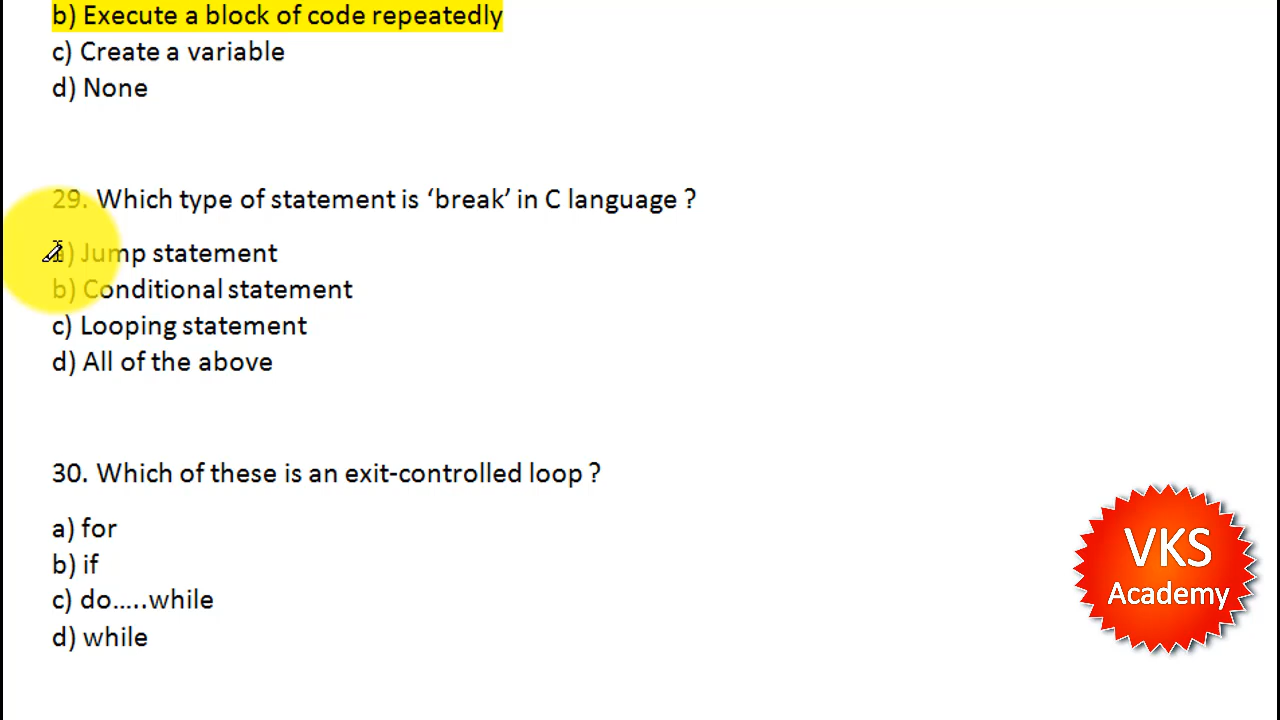 b) Execute a block of code repeatedly
c) Create a variable
d) None
29. Which type of statement is ‘break’ in C language ?
a) Jump statement
b) Conditional statement
c) Looping statement
d) All of the above
30. Which of these is an exit-controlled loop ?
a) for
b) if
c) do.....while
d) while
VKS
Academy